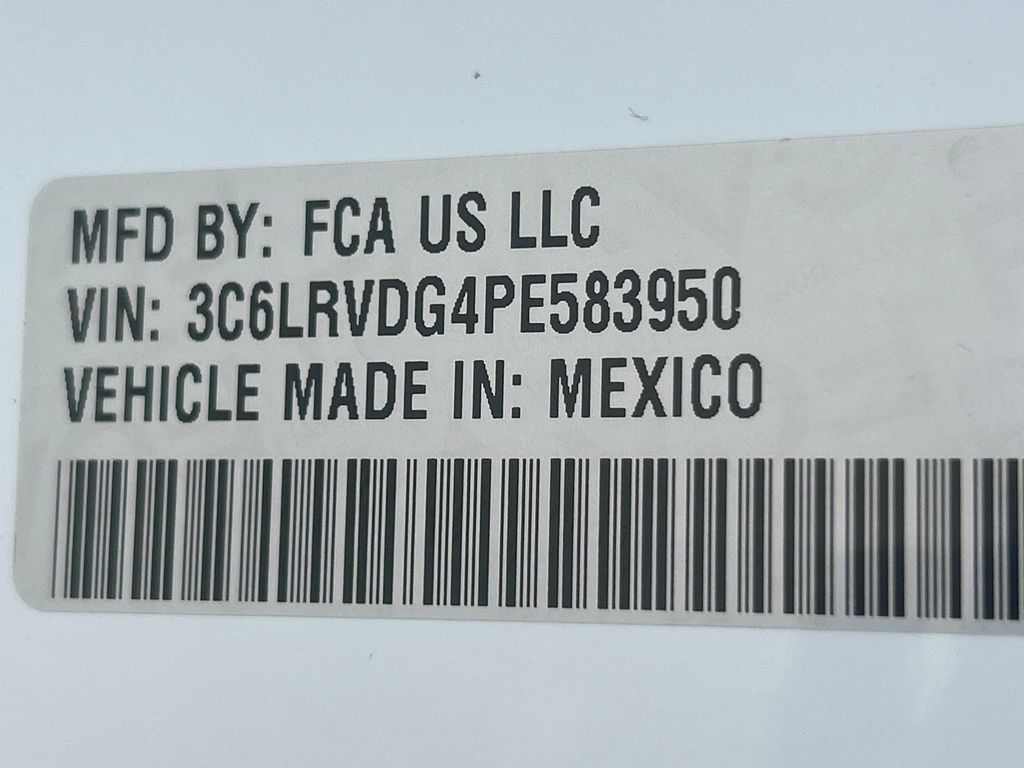 MFD BY: FCA US LLC
VIN: 3C6LRVDG4PE583950
VEHICLE MADE IN: MEXICO